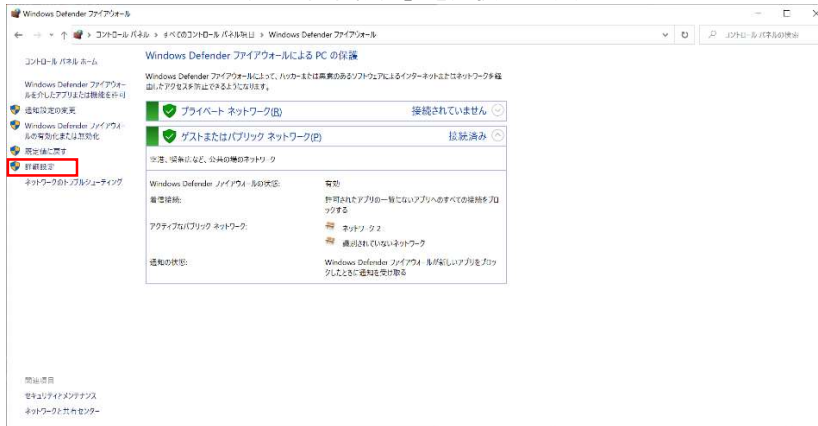 Windows Defender ファイアウォール
コントロール パネル › すべてのコントロール パネル項目 › Windows Defender ファイアウォール
コントロール パネルの検索
コントロール パネル ホーム
Windows Defender ファイアウォー
ルを介したアプリまたは機能を許可
通知設定の変更
Windows Defender ファイアウォー
ルの有効化または無効化
既定値に戻す
詳細設定
ネットワークのトラブルシューティング
Windows Defender ファイアウォールによる PC の保護
Windows Defender ファイアウォールによって、ハッカーまたは悪意のあるソフトウェアによるインターネットまたはネットワークを経
由したアクセスを防止できるようになります。
プライベート ネットワーク(R) 接続されていません
ゲストまたはパブリック ネットワーク(P) 接続済み
空港、喫茶店など、公共の場のネットワーク
Windows Defender ファイアウォールの状態: 有効
着信接続: 許可されたアプリの一覧にないアプリへのすべての接続をブロ
ックする
アクティブなパブリック ネットワーク: ネットワーク 2
識別されていないネットワーク
通知の状態: Windows Defender ファイアウォールが新しいアプリをブロッ
クしたときに通知を受け取る
関連項目
セキュリティとメンテナンス
ネットワークと共有センター